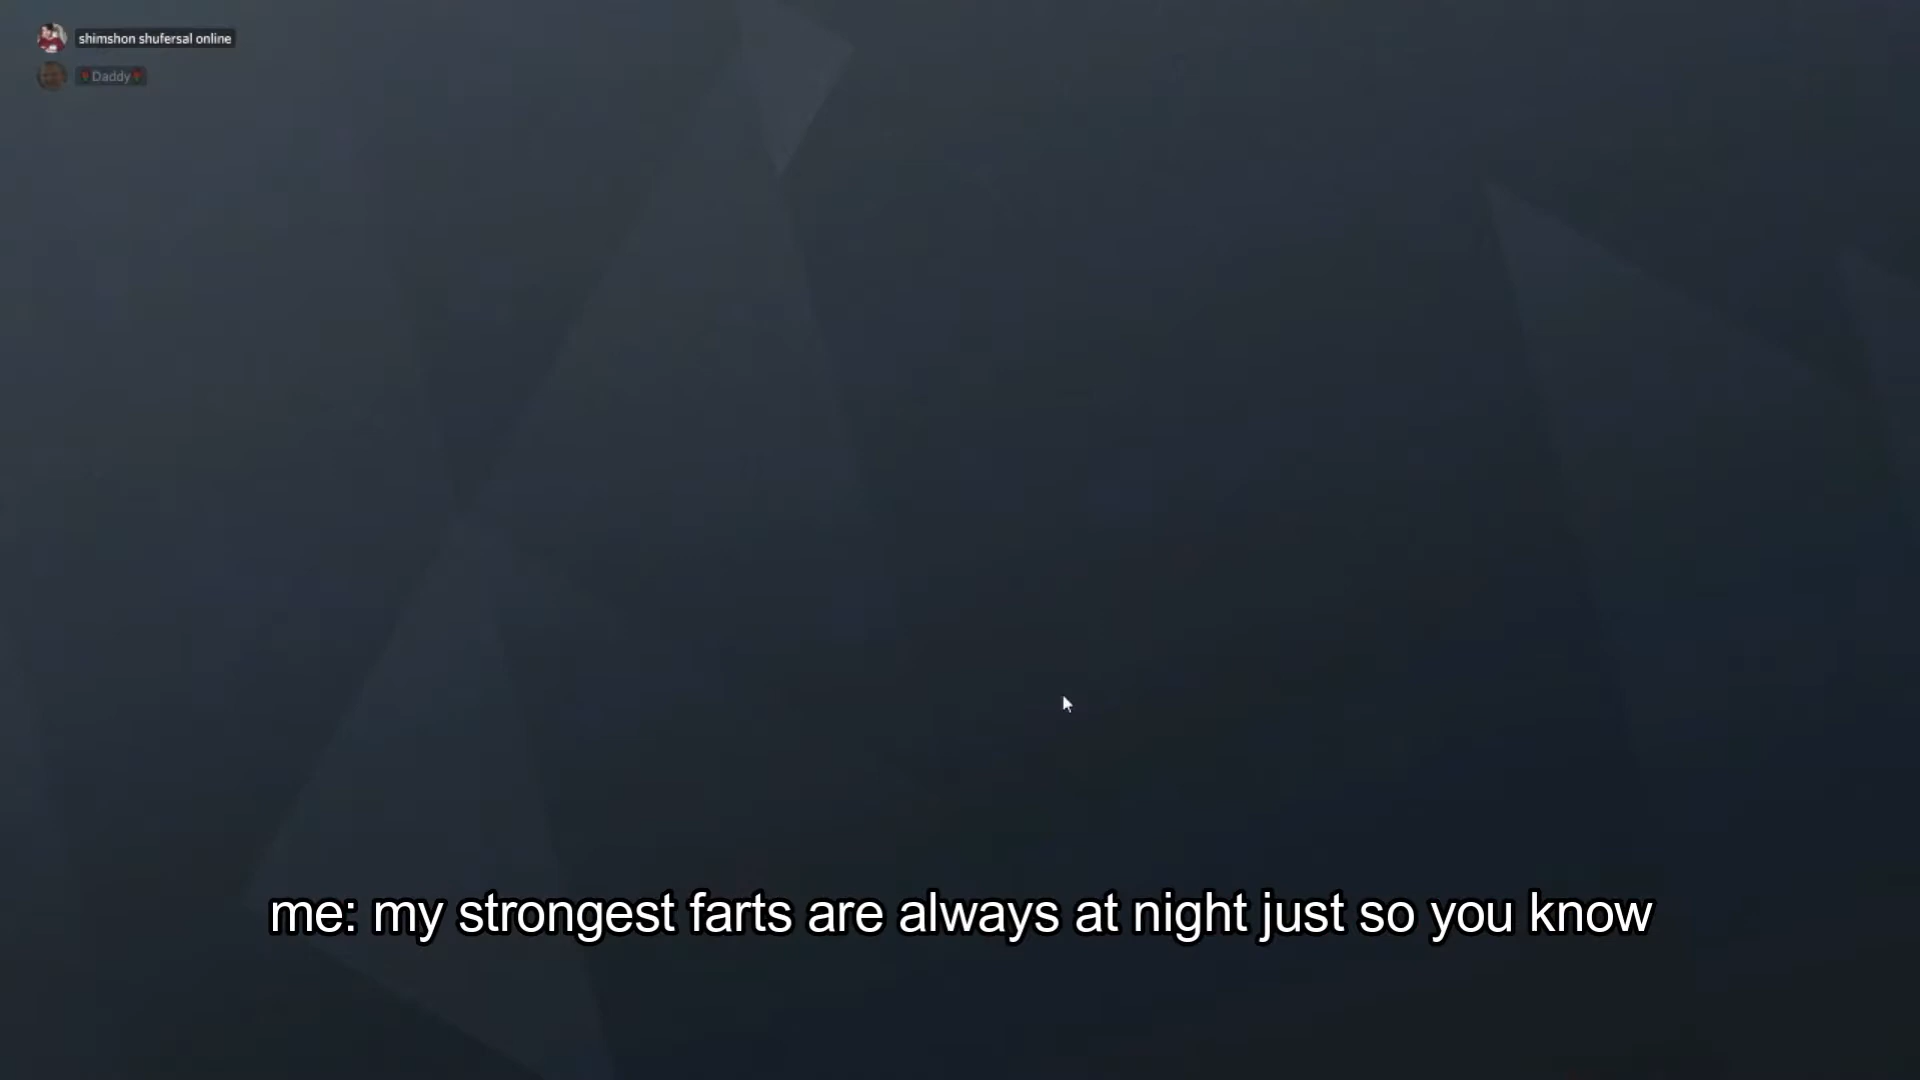 shimshon shufersal online
🌹Daddy🌹
me: my strongest farts are always at night just so you know